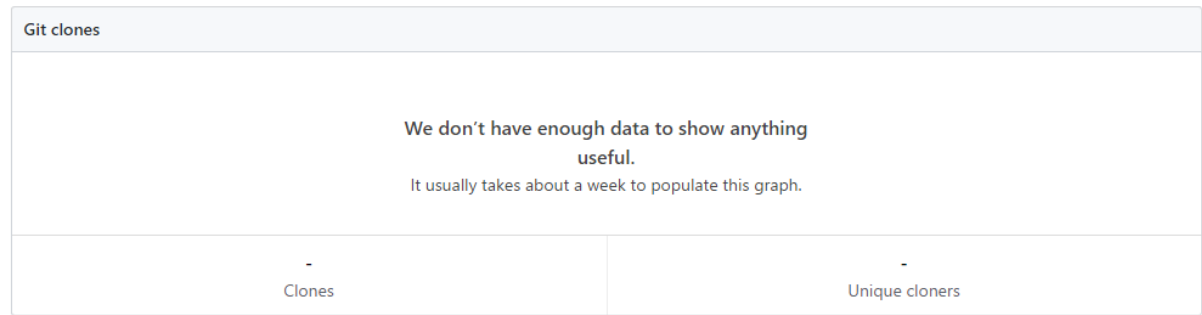 Git clones
We don’t have enough data to show anything
useful.
It usually takes about a week to populate this graph.
-
Clones
-
Unique cloners